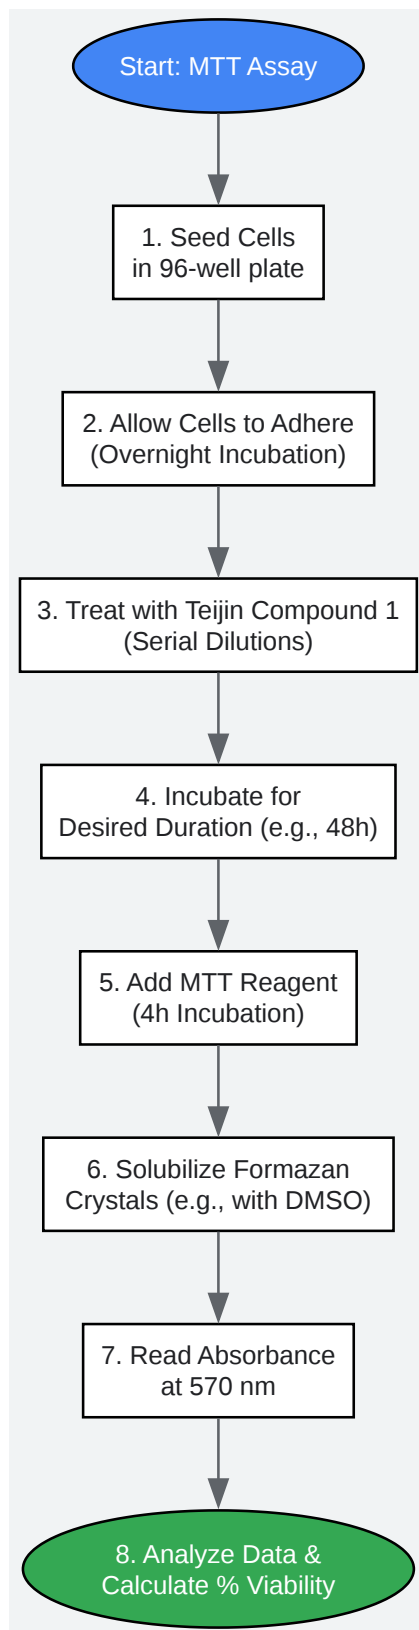 Start: MTT Assay
1. Seed Cells
in 96-well plate
2. Allow Cells to Adhere
(Overnight Incubation)
3. Treat with Teijin Compound 1
(Serial Dilutions)
4. Incubate for
Desired Duration (e.g., 48h)
5. Add MTT Reagent
(4h Incubation)
6. Solubilize Formazan
Crystals (e.g., with DMSO)
7. Read Absorbance
at 570 nm
8. Analyze Data &
Calculate % Viability